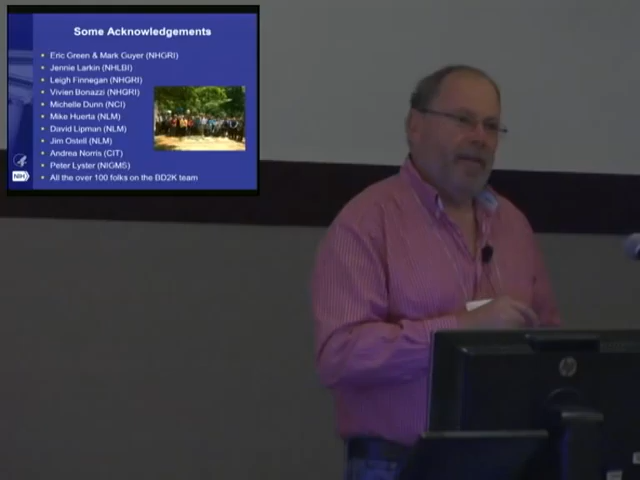 Some Acknowledgements
Eric Green & Mark Guyer (NHGRI)
Jennie Larkin (NHLBI)
Leigh Finnegan (NHGRI)
Vivien Bonazzi (NHGRI)
Michelle Dunn (NCI)
Mike Huerta (NLM)
David Lipman (NLM)
Jim Ostell (NLM)
Andrea Norris (CIT)
Peter Lyster (NIGMS)
All the over 100 folks on the BD2K team
NIH
hp